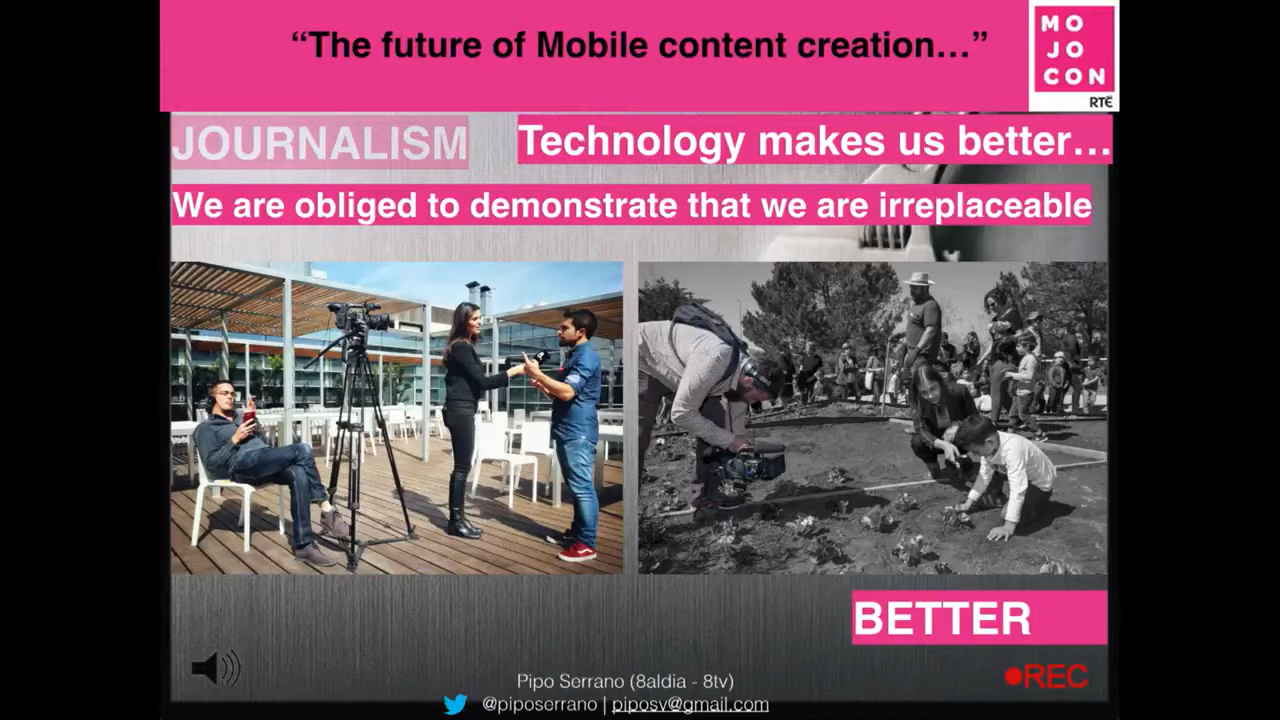 “The future of Mobile content creation…”
MO
JO
CON
RTÉ
JOURNALISM
Technology makes us better…
We are obliged to demonstrate that we are irreplaceable
BETTER
REC
Pipo Serrano (8aldia - 8tv)
@piposerrano | piposv@gmail.com